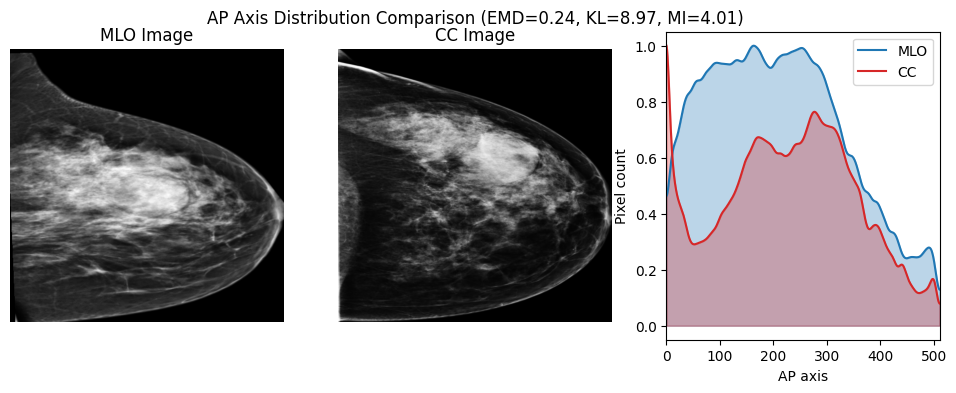 AP Axis Distribution Comparison (EMD=0.24, KL=8.97, MI=4.01)
MLO Image
CC Image
MLO
CC
Pixel count
1.0
0.8
0.6
0.4
0.2
0.0
0 100 200 300 400 500
AP axis